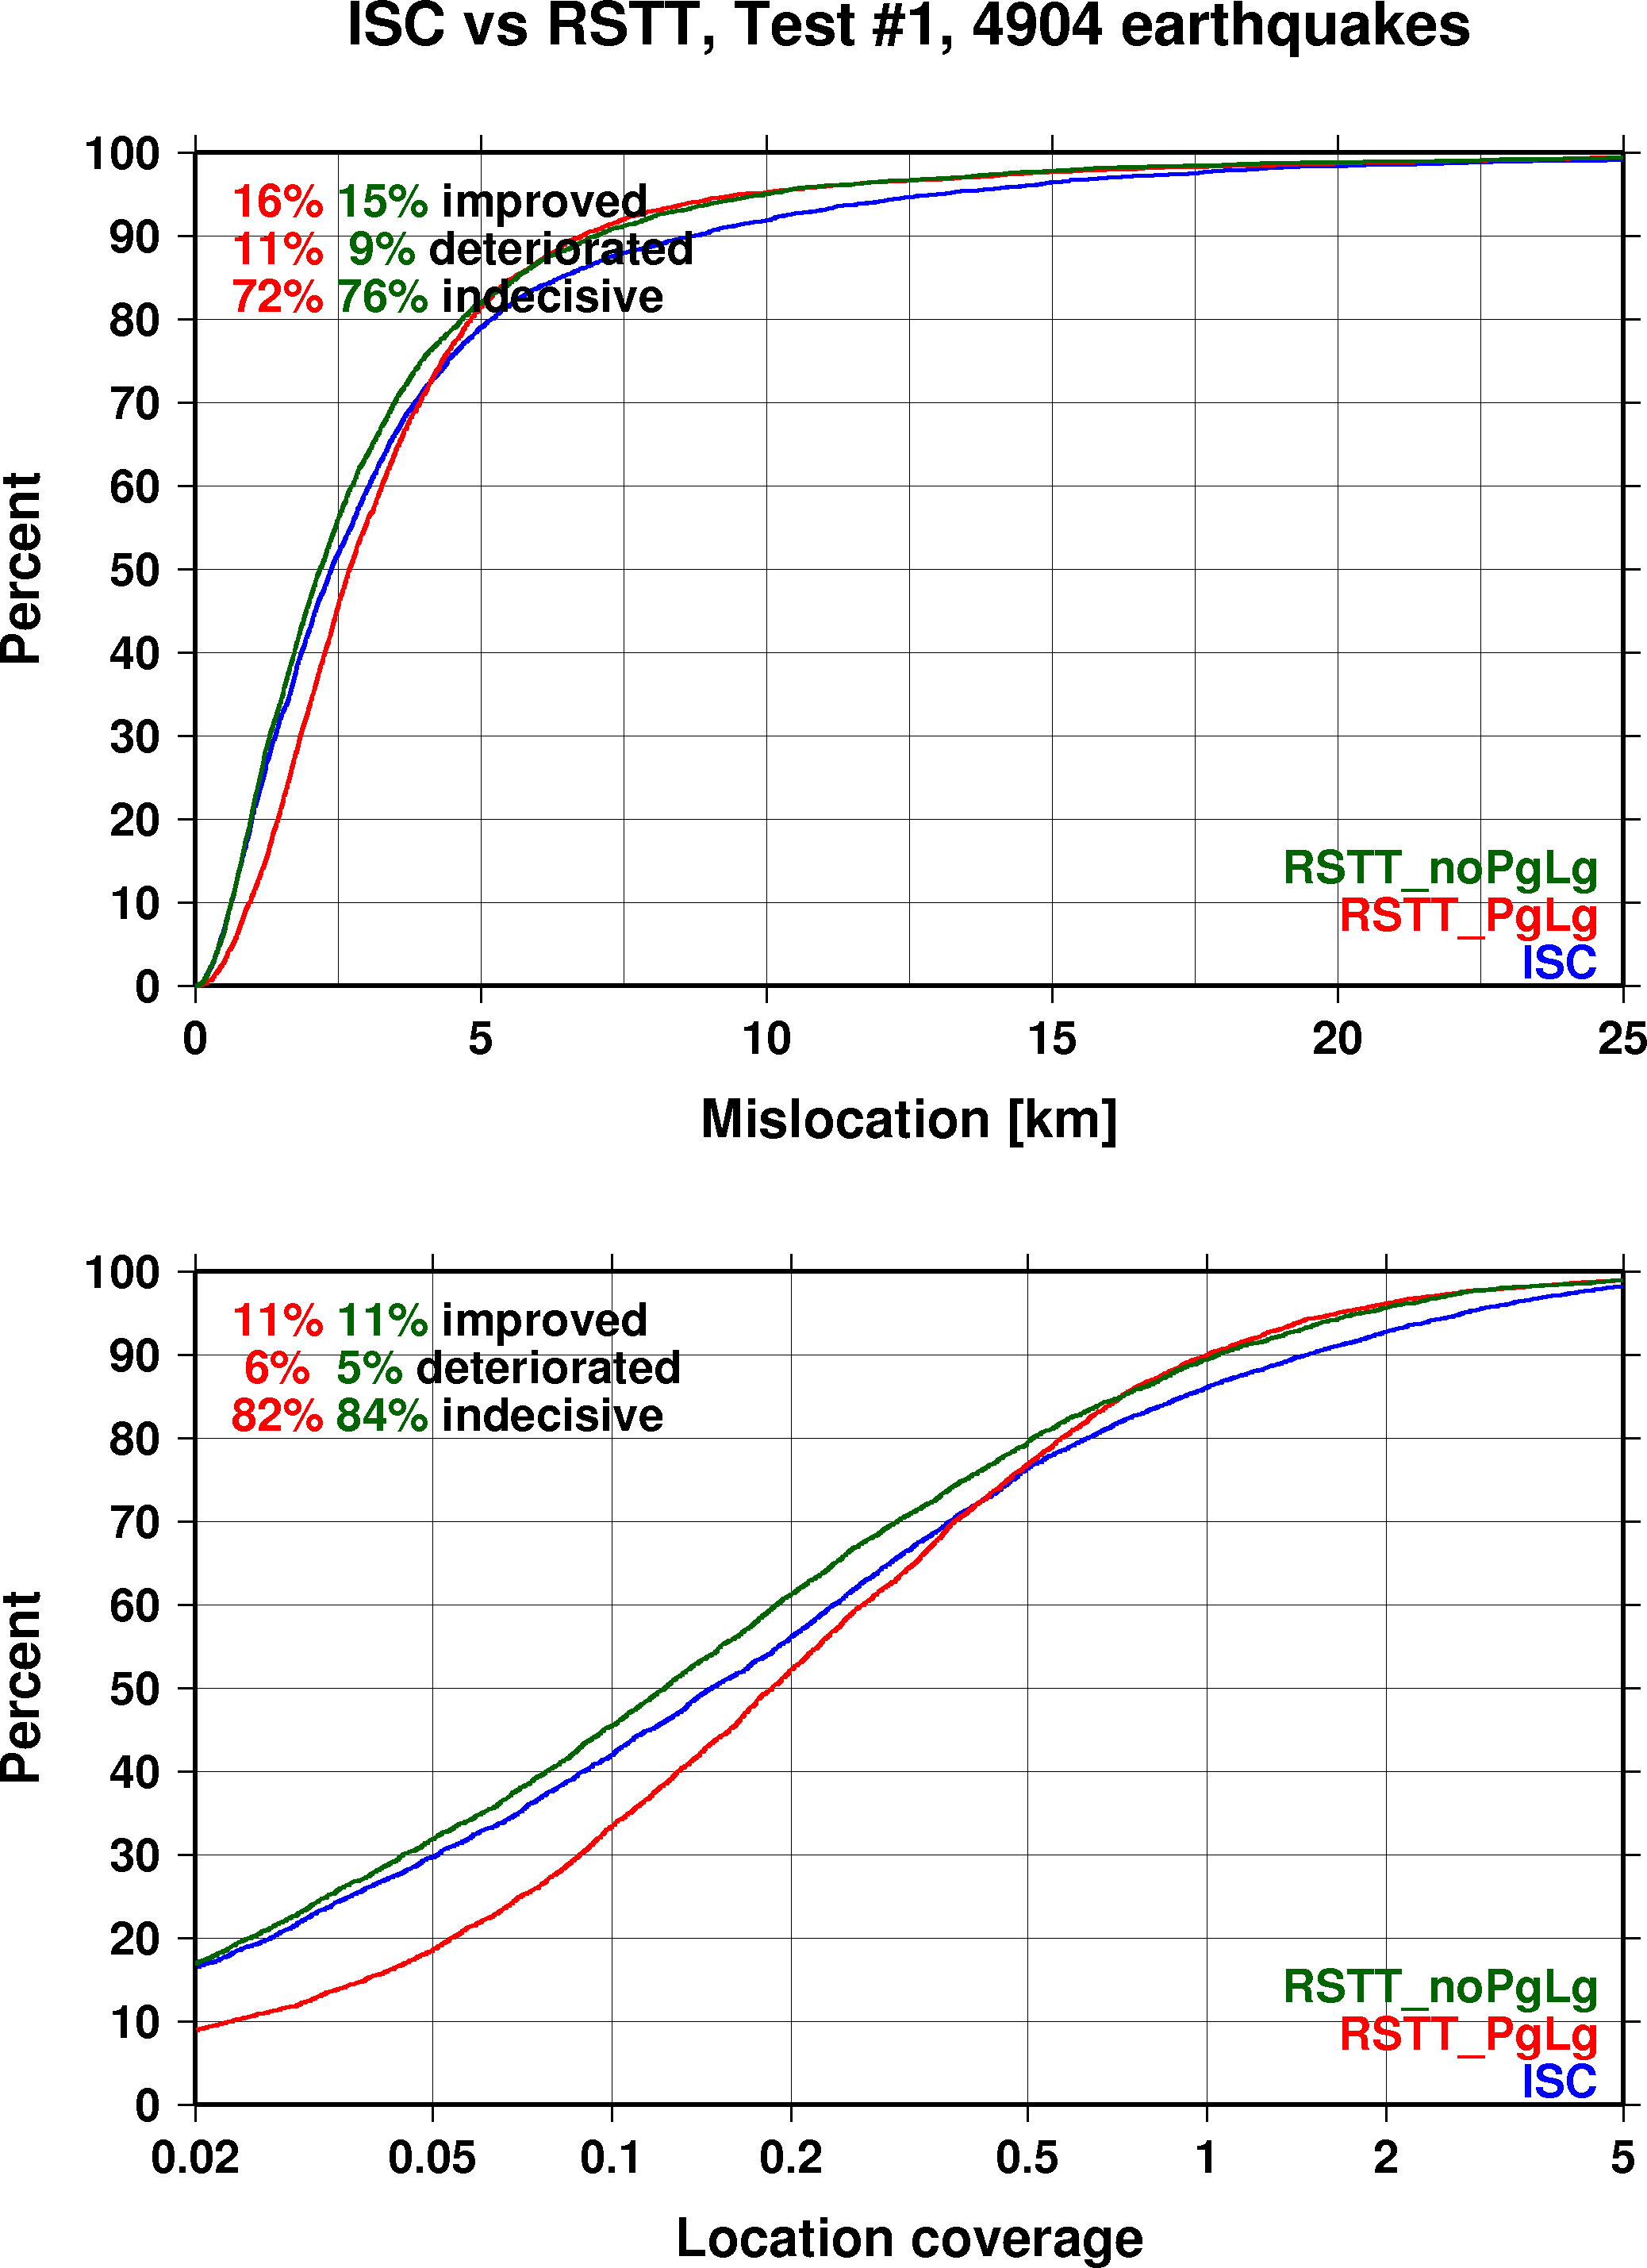 ISC vs RSTT, Test #1, 4904 earthquakes
100
90
80
70
60
50
40
30
20
10
0
Percent
16% 15% improved
11% 9% deteriorated
72% 76% indecisive
RSTT_noPgLg
RSTT_PgLg
ISC
0 5 10 15 20 25
Mislocation [km]
100
90
80
70
60
50
40
30
20
10
0
Percent
11% 11% improved
6% 5% deteriorated
82% 84% indecisive
RSTT_noPgLg
RSTT_PgLg
ISC
0.02 0.05 0.1 0.2 0.5 1 2 5
Location coverage